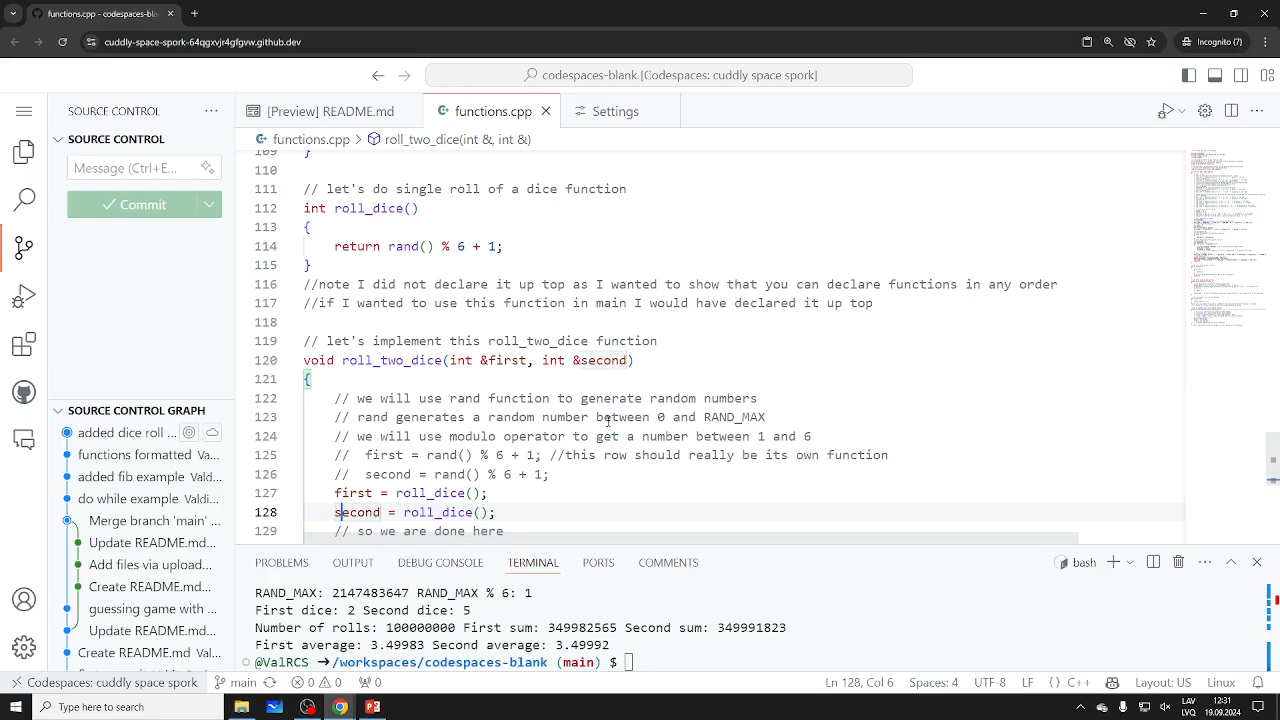 functions.cpp - codespaces-bl
cuddly-space-spork-64qgxvjr4gfgvw.github.dev
Incognito (7)
codespaces-blank [Codespaces: cuddly space spork]
SOURCE CONTROL
[Preview] README.md
functions.cpp
Settings
SOURCE CONTROL
functions.cpp > roll_two_dice(int &, int &)
Message (Ctrl+E...
Commit
109 }
110
111 // let's do single roll of a dice function
112 int roll_dice()
114 return rand() % 6 + 1;
115 }
116 //note I did not declare it on top as I wanted to show that you can declare function in any order
117 //if I wanted to use this function in main I would have declared it up top
118
119 // let's implement this roll_two_dice function
120 void roll_two_dice(int &first, int &second)
121 {
122 // we will use rand function to generate random numbers
123 // rand generates a random number between 0 and RAND_MAX
124 // we will use modulo operator to get a number between 1 and 6
125 // first = rand() % 6 + 1; //this row should really be its own function
126 // second = rand() % 6 + 1;
127 first = roll_dice();
128 second = roll_dice();
129 // so we are done here
SOURCE CONTROL GRAPH
added dice roll ...
functions formatted Vald...
added fib example Valdi...
do while example Valdi...
Merge branch 'main' ...
Update README.md...
Add files via upload...
Create README.md...
guessing game with ...
Update README.md...
Create README.md Val...
PROBLEMS OUTPUT DEBUG CONSOLE TERMINAL PORTS COMMENTS
bash
RAND_MAX: 2147483647 RAND_MAX % 6: 1
First dice: 2 Second dice: 5
Number of rolls: 100000000 First sum: 349982565 Second sum: 349991823
First average: 3.49983 Second average: 3.49992
@ValRCS ➜/workspaces/codespaces-blank (main) $
Codespaces: cuddly space spork
main
0 0
0
Ln 128, Col 6
Spaces: 4
UTF-8
LF
{ } C++
Layout: US
Linux
Type here to search
LAV
12:31
19.09.2024